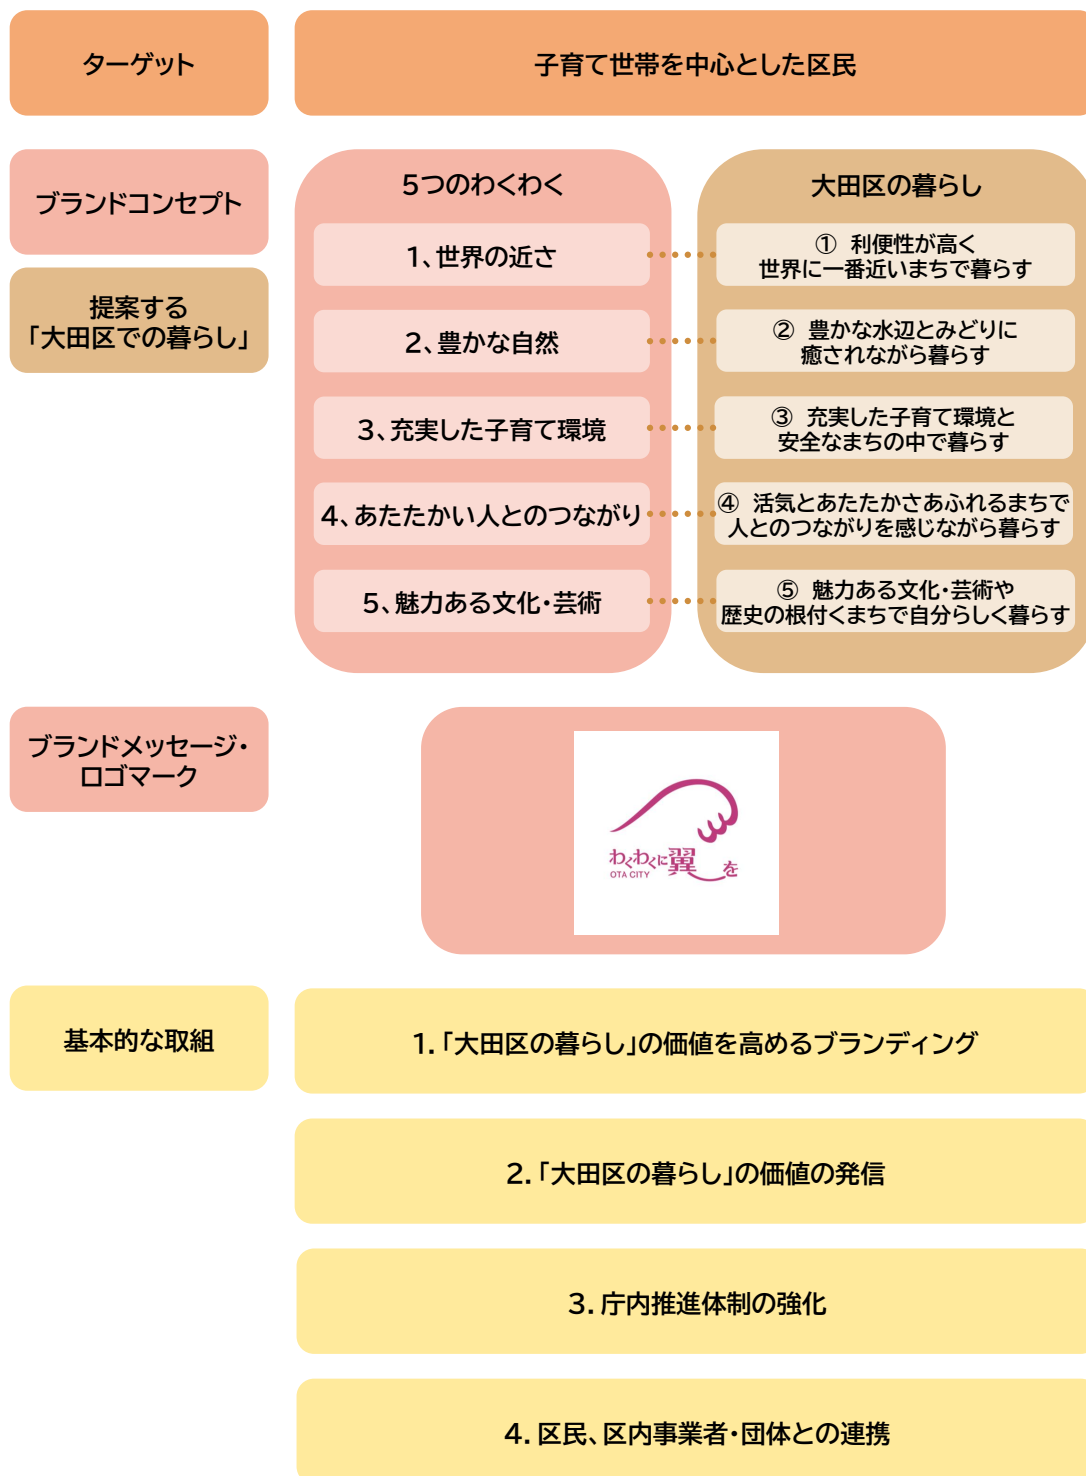 ターゲット
子育て世帯を中心とした区民
ブランドコンセプト
提案する
「大田区での暮らし」
5つのわくわく
大田区の暮らし
1、世界の近さ
① 利便性が高く
世界に一番近いまちで暮らす
2、豊かな自然
② 豊かな水辺とみどりに
癒されながら暮らす
3、充実した子育て環境
③ 充実した子育て環境と
安全なまちの中で暮らす
4、あたたかい人とのつながり
④ 活気とあたたかさあふれるまちで
人とのつながりを感じながら暮らす
5、魅力ある文化・芸術
⑤ 魅力ある文化・芸術や
歴史の根付くまちで自分らしく暮らす
ブランドメッセージ・
ロゴマーク
わくわくに翼を
OTA CITY
基本的な取組
1.「大田区の暮らし」の価値を高めるブランディング
2.「大田区の暮らし」の価値の発信
3. 庁内推進体制の強化
4. 区民、区内事業者・団体との連携